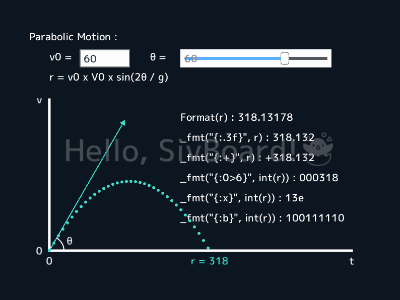 Parabolic Motion :
v0 = 60 θ = 60
r = v0 x V0 x sin(2θ / g)
v
Format(r) : 318.13178
_fmt("{:.3f}", r) : 318.132
Hello, SivBoard!
_fmt("{:+}", r) : +318.132
_fmt("{:0>6}", int(r)) : 000318
_fmt("{:x}", int(r)) : 13e
_fmt("{:b}", int(r)) : 100111110
θ
0
0 r = 318 t